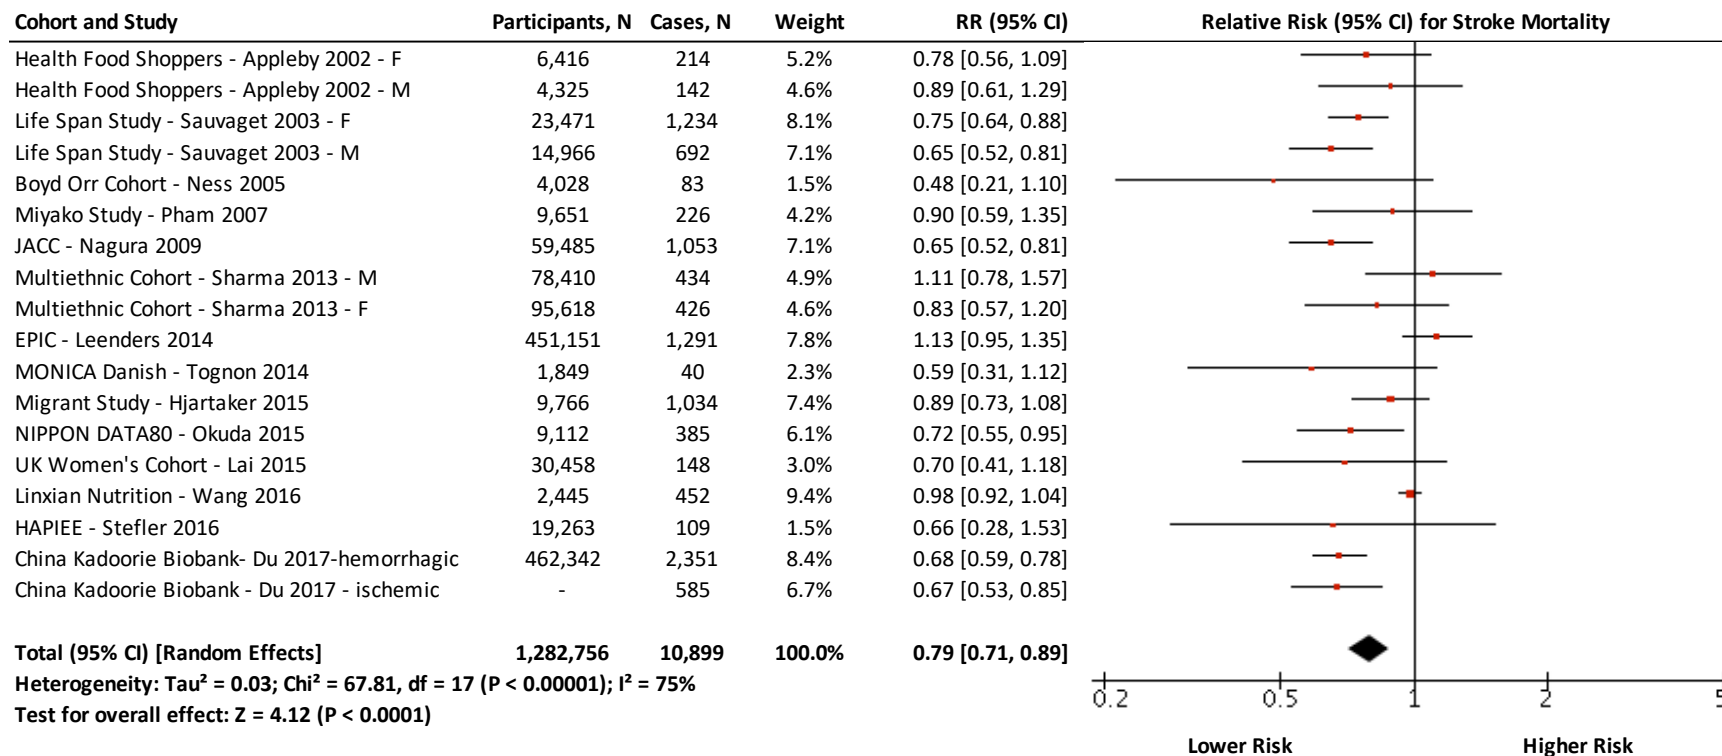 Cohort and Study Participants, N Cases, N Weight RR (95% CI) Relative Risk (95% CI) for Stroke Mortality
Health Food Shoppers - Appleby 2002 - F 6,416 214 5.2% 0.78 [0.56, 1.09]
Health Food Shoppers - Appleby 2002 - M 4,325 142 4.6% 0.89 [0.61, 1.29]
Life Span Study - Sauvaget 2003 - F 23,471 1,234 8.1% 0.75 [0.64, 0.88]
Life Span Study - Sauvaget 2003 - M 14,966 692 7.1% 0.65 [0.52, 0.81]
Boyd Orr Cohort - Ness 2005 4,028 83 1.5% 0.48 [0.21, 1.10]
Miyako Study - Pham 2007 9,651 226 4.2% 0.90 [0.59, 1.35]
JACC - Nagura 2009 59,485 1,053 7.1% 0.65 [0.52, 0.81]
Multiethnic Cohort - Sharma 2013 - M 78,410 434 4.9% 1.11 [0.78, 1.57]
Multiethnic Cohort - Sharma 2013 - F 95,618 426 4.6% 0.83 [0.57, 1.20]
EPIC - Leenders 2014 451,151 1,291 7.8% 1.13 [0.95, 1.35]
MONICA Danish - Tognon 2014 1,849 40 2.3% 0.59 [0.31, 1.12]
Migrant Study - Hjartaker 2015 9,766 1,034 7.4% 0.89 [0.73, 1.08]
NIPPON DATA80 - Okuda 2015 9,112 385 6.1% 0.72 [0.55, 0.95]
UK Women's Cohort - Lai 2015 30,458 148 3.0% 0.70 [0.41, 1.18]
Linxian Nutrition - Wang 2016 2,445 452 9.4% 0.98 [0.92, 1.04]
HAPIEE - Stefler 2016 19,263 109 1.5% 0.66 [0.28, 1.53]
China Kadoorie Biobank- Du 2017-hemorrhagic 462,342 2,351 8.4% 0.68 [0.59, 0.78]
China Kadoorie Biobank - Du 2017 - ischemic - 585 6.7% 0.67 [0.53, 0.85]
Total (95% CI) [Random Effects] 1,282,756 10,899 100.0% 0.79 [0.71, 0.89]
Heterogeneity: Tau² = 0.03; Chi² = 67.81, df = 17 (P < 0.00001); I² = 75%
Test for overall effect: Z = 4.12 (P < 0.0001)
0.2 0.5 1 2 5
Lower Risk Higher Risk